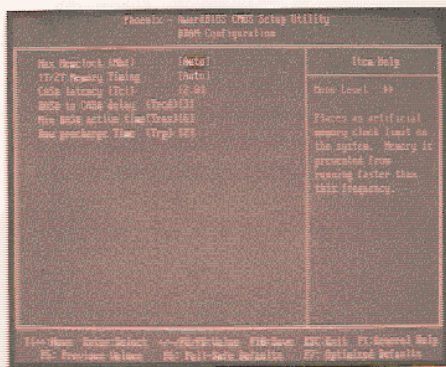 Phoenix - AwardBIOS CMOS Setup Utility
DRAM Configuration
Max Memclock (Mhz) [Auto]
1T/2T Memory Timing [Auto]
CAS# latency (Tcl) [2.0]
RAS# to CAS# delay (Trcd)[3]
Min RAS# active time(Tras)[6]
Row precharge Time (Trp) [2]
Item Help
Menu Level
Places an artificial
memory clock limit on
the system. Memory is
prevented from
running faster than
this frequency.
Move Enter:Select +/-/PU/PD:Value F10:Save ESC:Exit F1:General Help
F5: Previous Values F6: Fail-Safe Defaults F7: Optimized Defaults